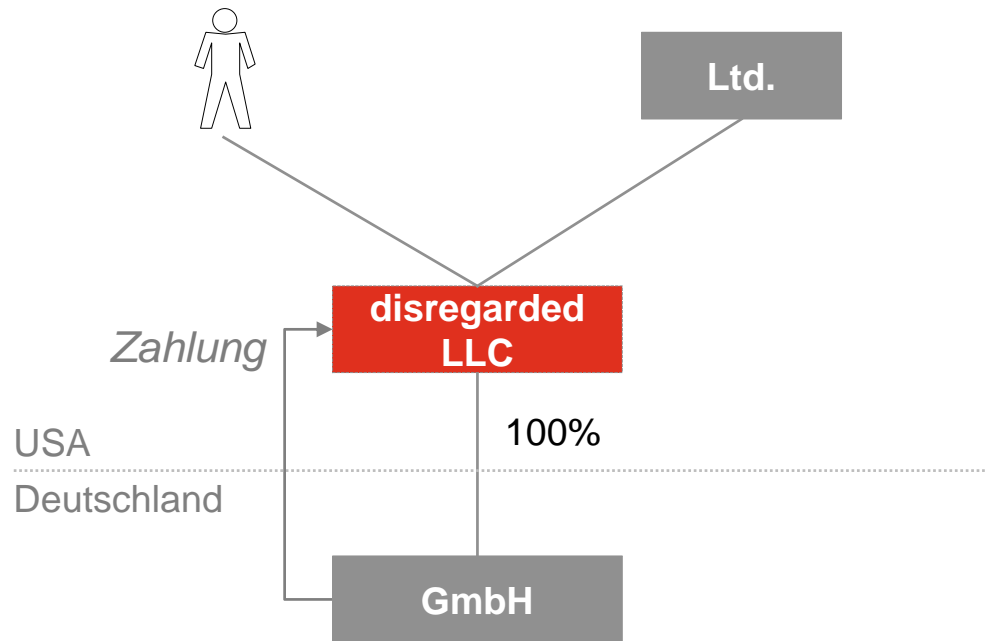 Ltd.
disregarded
LLC
Zahlung
100%
USA
Deutschland
GmbH